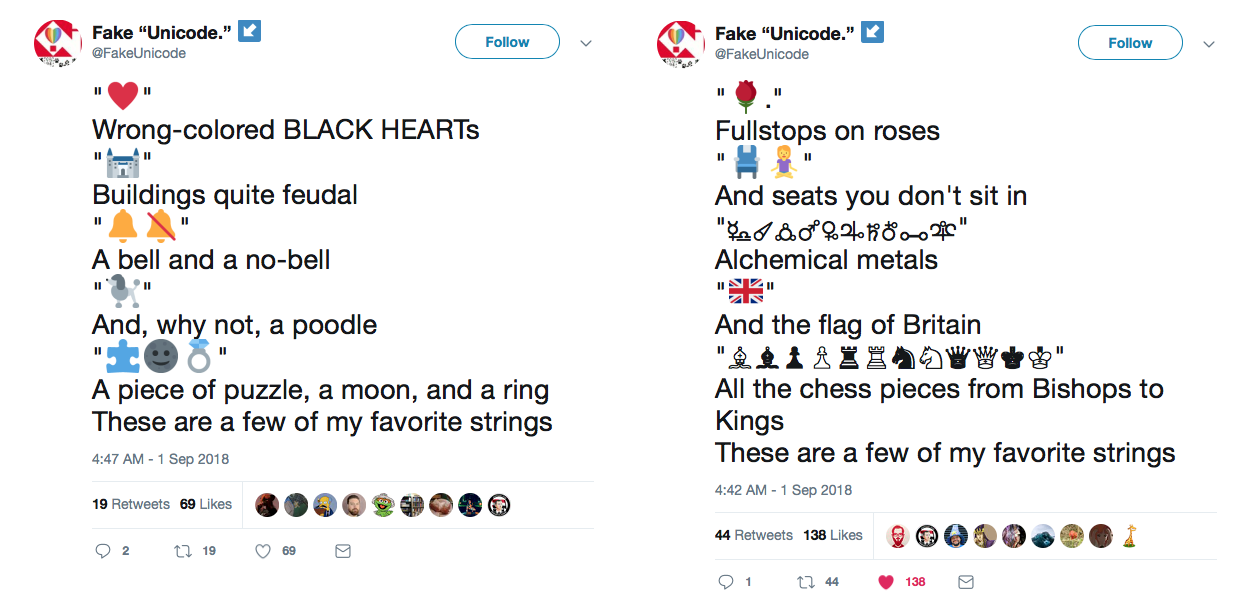 Fake “Unicode.” ↙️
@FakeUnicode
Follow
"❤️"
Wrong-colored BLACK HEARTs
"🏰"
Buildings quite feudal
"🔔🔕"
A bell and a no-bell
"🐩"
And, why not, a poodle
"🧩🌚💍"
A piece of puzzle, a moon, and a ring
These are a few of my favorite strings
4:47 AM - 1 Sep 2018
19 Retweets 69 Likes
2 19 69
Fake “Unicode.” ↙️
@FakeUnicode
Follow
"🌹."
Fullstops on roses
"💺🧘"
And seats you don't sit in
Alchemical metals
"🇬🇧"
And the flag of Britain
"♗♝♟♙♜♖♞♘♛♕♚♔"
All the chess pieces from Bishops to
Kings
These are a few of my favorite strings
4:42 AM - 1 Sep 2018
44 Retweets 138 Likes
1 44 138